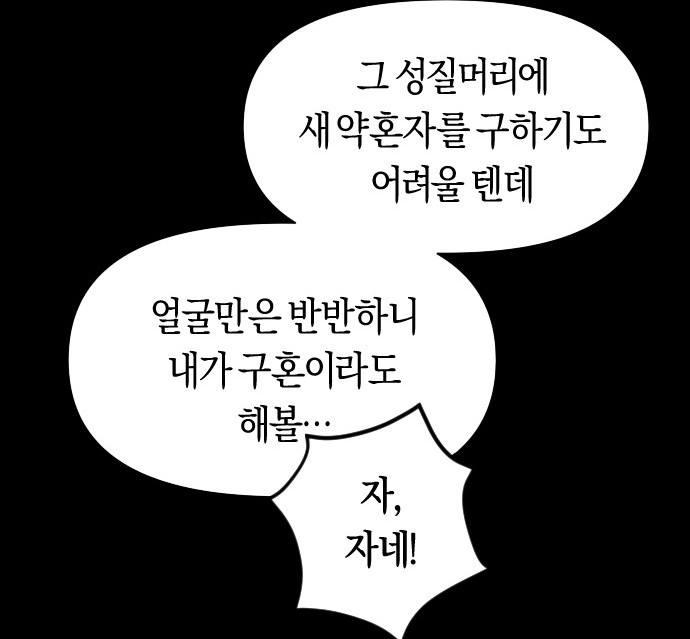 그 성질머리에
새 약혼자를 구하기도
어려울 텐데
얼굴만은 반반하니
내가 구혼이라도
해볼…
자,
자네!